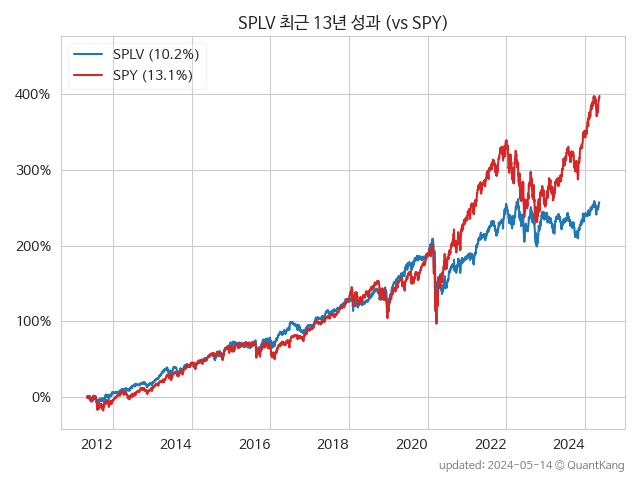 SPLV 최근 13년 성과 (vs SPY)
SPLV (10.2%)
SPY (13.1%)
400%
300%
200%
100%
0%
2012 2014 2016 2018 2020 2022 2024
updated: 2024-05-14 © QuantKang